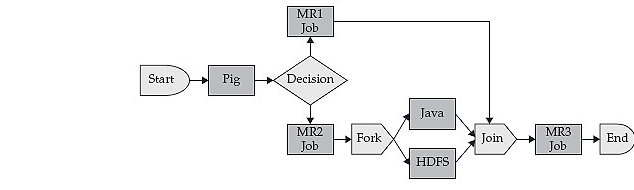 MR1
Job
Start
Pig
Decision
MR2
Job
Fork
Java
HDFS
Join
MR3
Job
End